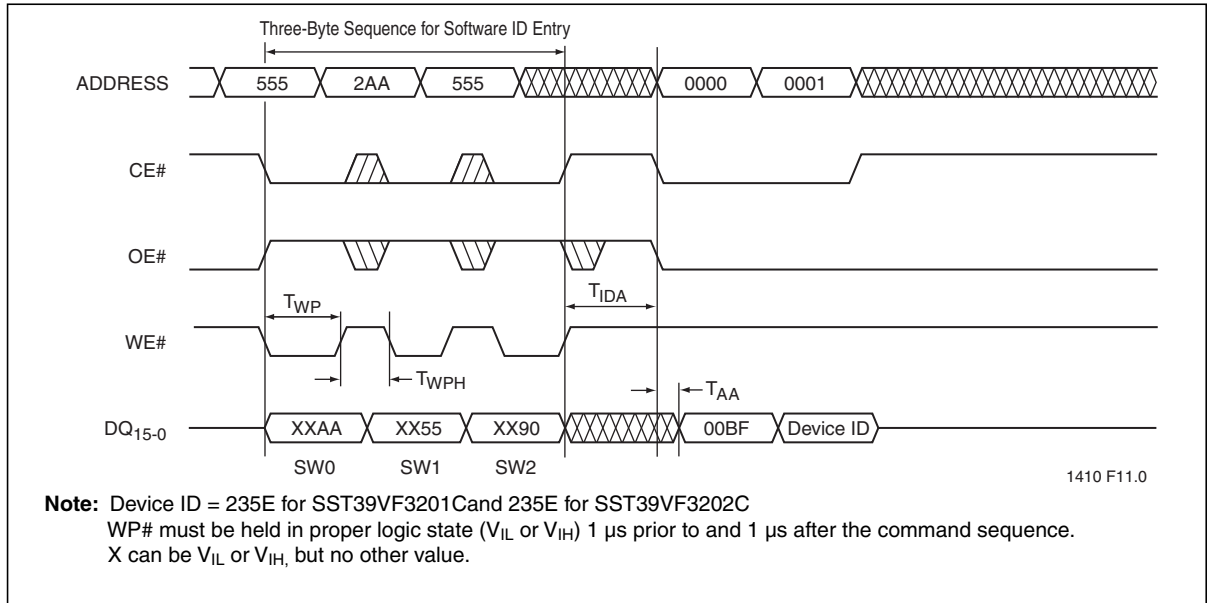 Three-Byte Sequence for Software ID Entry
ADDRESS 555 2AA 555 0000 0001
CE#
OE#
TWP TIDA
WE#
TWPH TAA
DQ15-0 XXAA XX55 XX90 00BF Device ID
SW0 SW1 SW2
1410 F11.0
Note: Device ID = 235E for SST39VF3201Cand 235E for SST39VF3202C
WP# must be held in proper logic state (VIL or VIH) 1 µs prior to and 1 µs after the command sequence.
X can be VIL or VIH, but no other value.